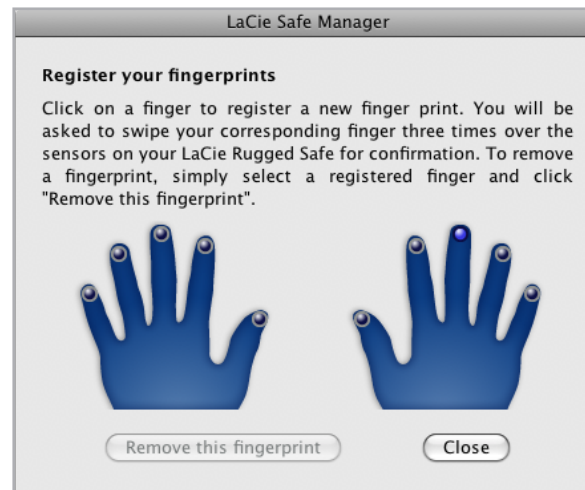 LaCie Safe Manager
Register your fingerprints
Click on a finger to register a new finger print. You will be
asked to swipe your corresponding finger three times over the
sensors on your LaCie Rugged Safe for confirmation. To remove
a fingerprint, simply select a registered finger and click
"Remove this fingerprint".
Remove this fingerprint
Close